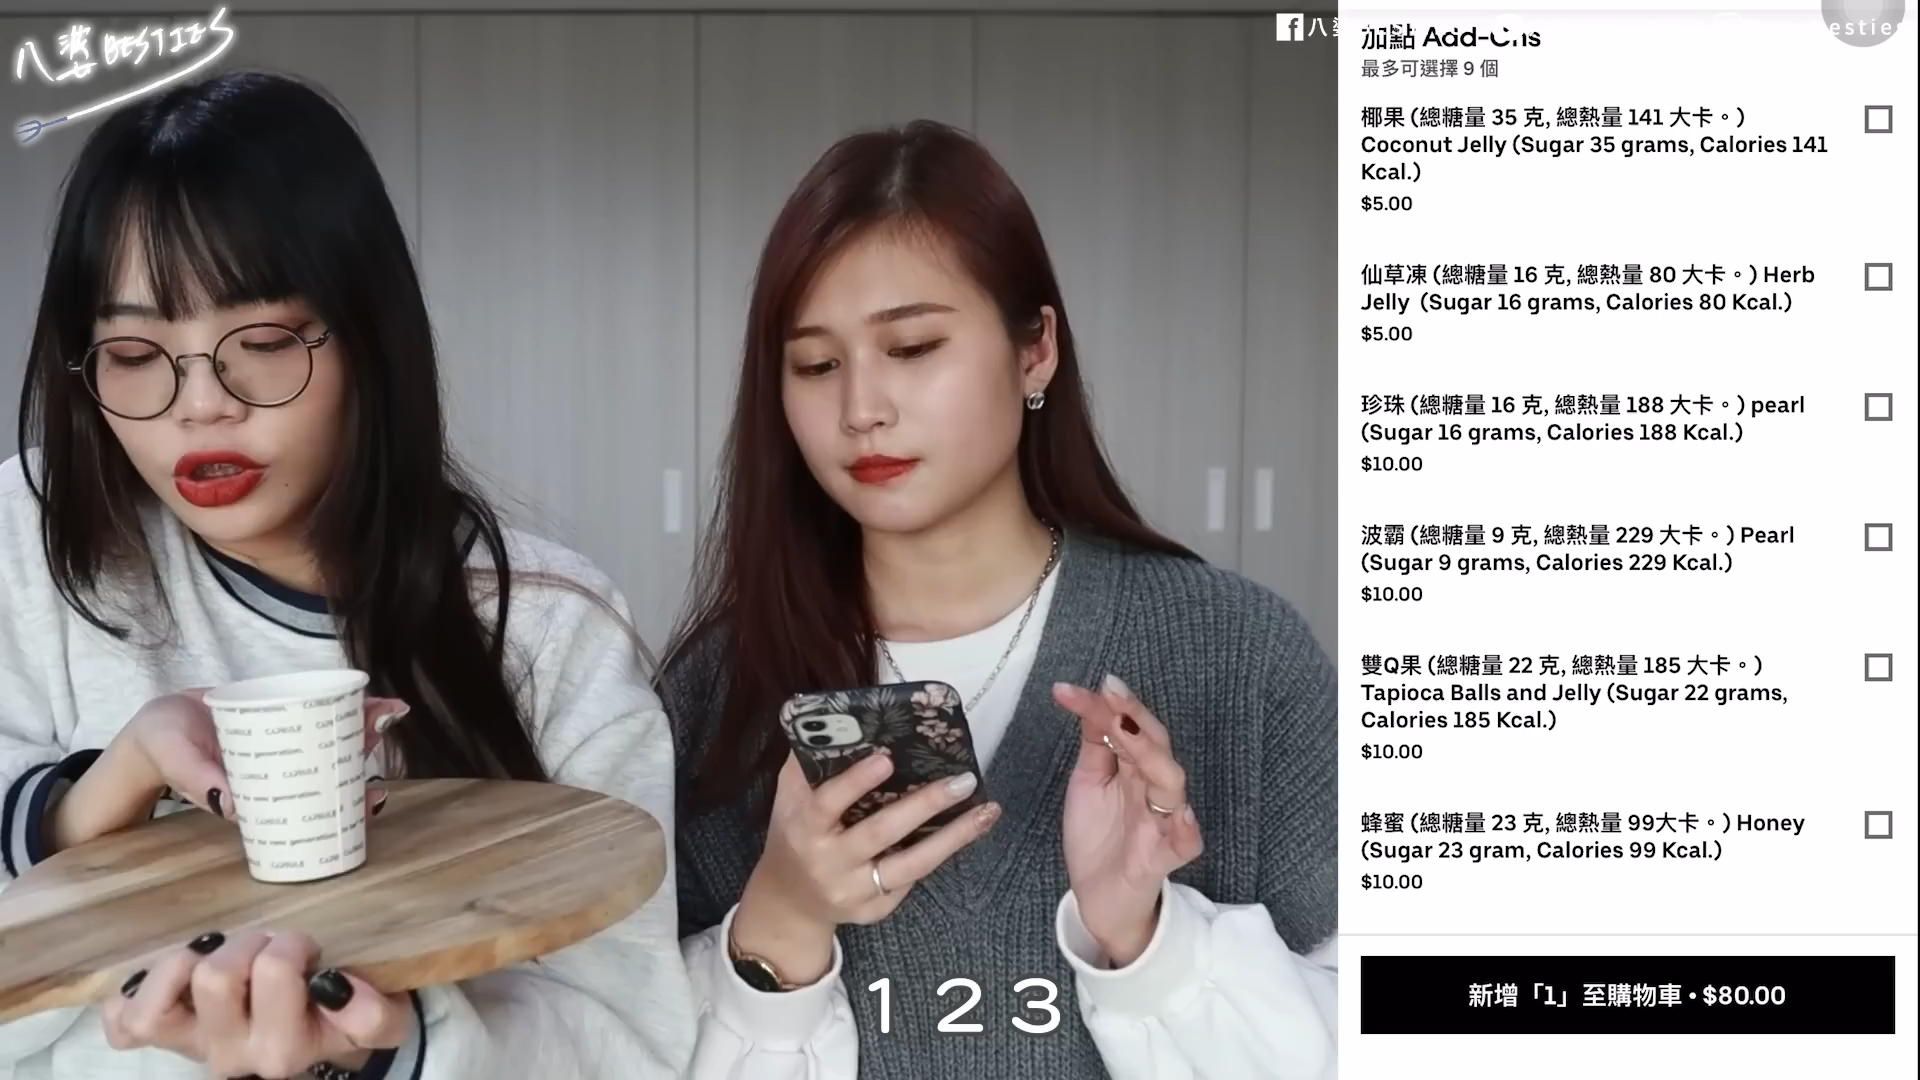 八婆BESTIES
八婆
esties
加點 Add-Ons
最多可選擇 9 個
椰果 (總糖量 35 克, 總熱量 141 大卡。)
Coconut Jelly (Sugar 35 grams, Calories 141
Kcal.)
$5.00
仙草凍 (總糖量 16 克, 總熱量 80 大卡。) Herb
Jelly (Sugar 16 grams, Calories 80 Kcal.)
$5.00
珍珠 (總糖量 16 克, 總熱量 188 大卡。) pearl
(Sugar 16 grams, Calories 188 Kcal.)
$10.00
波霸 (總糖量 9 克, 總熱量 229 大卡。) Pearl
(Sugar 9 grams, Calories 229 Kcal.)
$10.00
雙Q果 (總糖量 22 克, 總熱量 185 大卡。)
Tapioca Balls and Jelly (Sugar 22 grams,
Calories 185 Kcal.)
$10.00
蜂蜜 (總糖量 23 克, 總熱量 99大卡。) Honey
(Sugar 23 gram, Calories 99 Kcal.)
$10.00
新增「1」至購物車 • $80.00
CAPSULE
new generation.
1 2 3